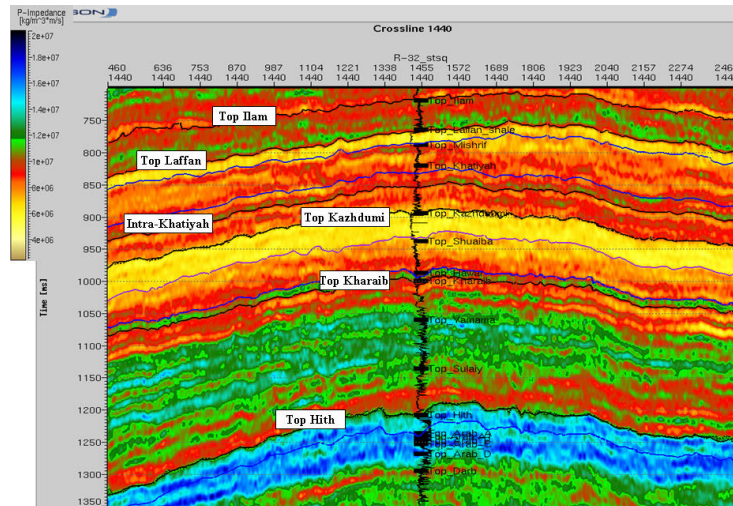 P-Impedance
[kg/m^3*m/s]
SON
Crossline 1440
R-32_stsq
460 636 753 870 987 1104 1221 1338 1455 1572 1689 1806 1923 2040 2157 2274 246
1440 1440 1440 1440 1440 1440 1440 1440 1440 1440 1440 1440 1440 1440 1440 1440 144
2e+07
1.8e+07
1.6e+07
1.4e+07
1.2e+07
1e+07
8e+06
6e+06
4e+06
Time [ms]
750
800
850
900
950
1000
1050
1100
1150
1200
1250
1300
1350
Top Ilam
Top Laffan
Intra-Khatiyah
Top Kazhdumi
Top Kharaib
Top Hith
Top_Ilam
Top_Laffan_shale
Top_Mishrif
Top_Khatiyah
Top_Kazhdumi
Top_Shuaiba
Top_Hawar
Top_Kharaib
Top_Yamama
Top_Sulaiy
Top_Hith
Top_Arab_D
Top_Darb